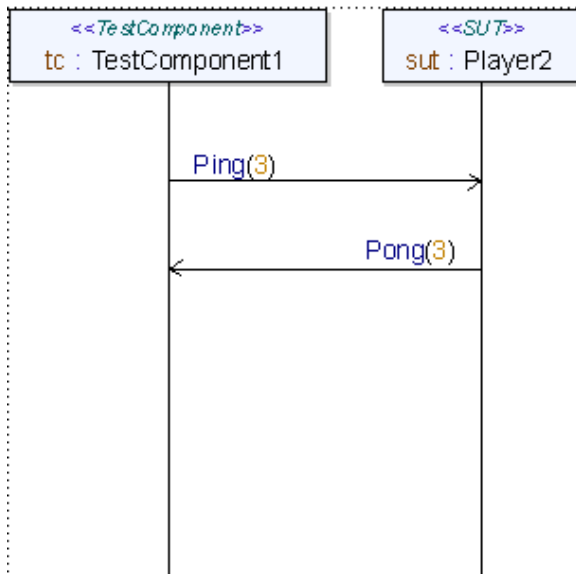 <<TestComponent>>
tc : TestComponent1
<<SUT>>
sut : Player2
Ping(3)
Pong(3)